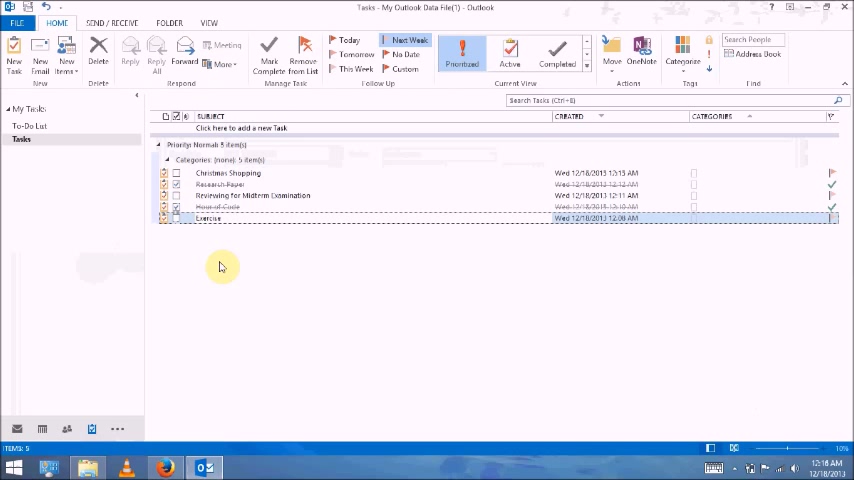 Tasks - My Outlook Data File(1) - Outlook
FILE HOME SEND / RECEIVE FOLDER VIEW
New Task
New Email
New Items
Delete
Reply
Reply All
Forward
Meeting
More
Mark Complete
Remove from List
Today
Tomorrow
This Week
Next Week
No Date
Custom
Prioritized
Active
Completed
Move
OneNote
Categorize
Search People
Address Book
New Delete Respond Manage Task Follow Up Current View Actions Tags Find
My Tasks
To-Do List
Tasks
Search Tasks (Ctrl+E)
SUBJECT CREATED CATEGORIES
Click here to add a new Task
Priority: Normal: 5 item(s)
Categories: (none): 5 item(s)
Christmas Shopping Wed 12/18/2013 12:13 AM
Research Paper Wed 12/18/2013 12:12 AM
Reviewing for Midterm Examination Wed 12/18/2013 12:11 AM
Hour of Code Wed 12/18/2013 12:10 AM
Exercise Wed 12/18/2013 12:08 AM
ITEMS: 5
10%
12:16 AM
12/18/2013